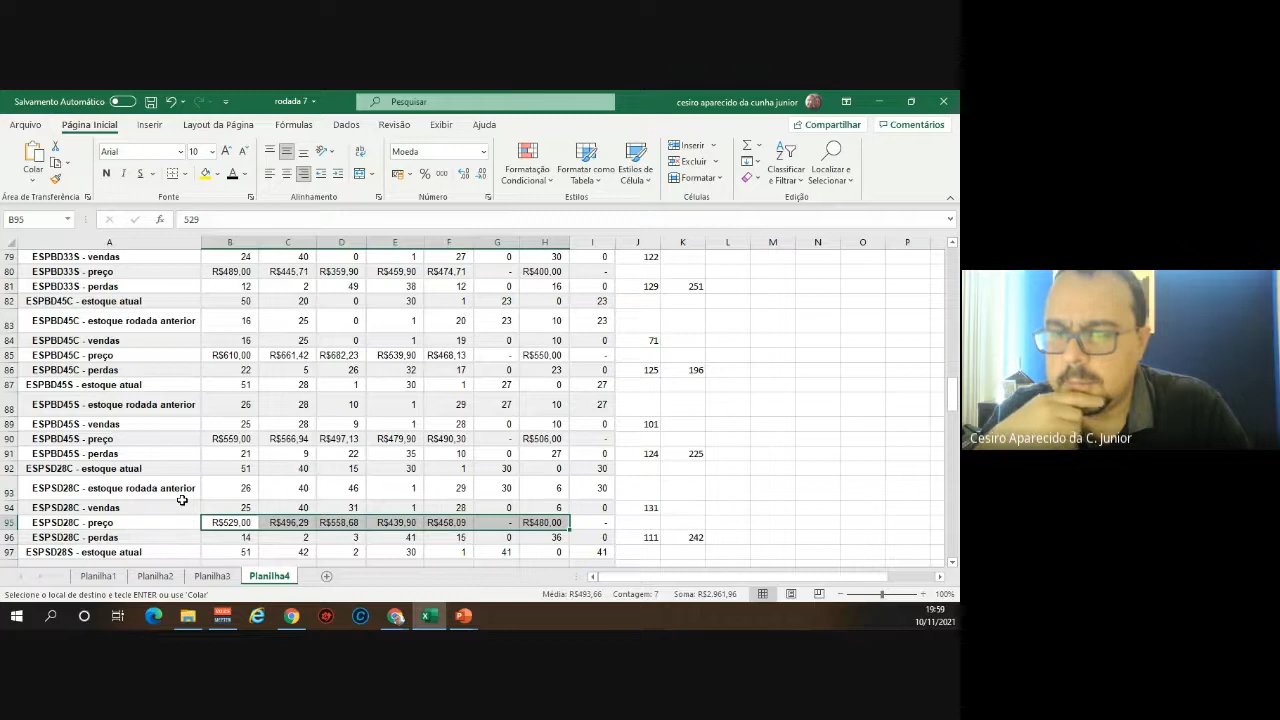 Salvamento Automático
rodada 7
Pesquisar
cesiro aparecido da cunha junior
Arquivo Página Inicial Inserir Layout da Página Fórmulas Dados Revisão Exibir Ajuda Compartilhar Comentários
Colar
Arial 10
N I S
Moeda
% 000
Formatação Condicional
Formatar como Tabela
Estilos de Célula
Inserir
Excluir
Formatar
Classificar e Filtrar
Localizar e Selecionar
Área de Transferência Fonte Alinhamento Número Estilos Células Edição
B95 fx 529
A B C D E F G H I J K L M N O P
79 ESPBD33S - vendas 24 40 0 1 27 0 30 0 122
80 ESPBD33S - preço R$489,00 R$445,71 R$359,90 R$459,90 R$474,71 - R$400,00 -
81 ESPBD33S - perdas 12 2 49 38 12 0 16 0 129 251
82 ESPBD45C - estoque atual 50 20 0 30 1 23 0 23
83 ESPBD45C - estoque rodada anterior 16 25 0 1 20 23 10 23
84 ESPBD45C - vendas 16 25 0 1 19 0 10 0 71
85 ESPBD45C - preço R$610,00 R$661,42 R$682,23 R$539,90 R$468,13 - R$550,00 -
86 ESPBD45C - perdas 22 5 26 32 17 0 23 0 125 196
87 ESPBD45S - estoque atual 51 28 1 30 1 27 0 27
88 ESPBD45S - estoque rodada anterior 26 28 10 1 29 27 10 27
89 ESPBD45S - vendas 25 28 9 1 28 0 10 0 101
90 ESPBD45S - preço R$559,00 R$566,94 R$497,13 R$479,90 R$490,30 - R$506,00 -
91 ESPBD45S - perdas 21 9 22 35 10 0 27 0 124 225
92 ESPSD28C - estoque atual 51 40 15 30 1 30 0 30
93 ESPSD28C - estoque rodada anterior 26 40 46 1 29 30 6 30
94 ESPSD28C - vendas 25 40 31 1 28 0 6 0 131
95 ESPSD28C - preço R$529,00 R$496,29 R$558,68 R$439,90 R$458,09 - R$480,00 -
96 ESPSD28C - perdas 14 2 3 41 15 0 36 0 111 242
97 ESPSD28S - estoque atual 51 42 2 30 1 41 0 41
Planilha1 Planilha2 Planilha3 Planilha4
Selecione o local de destino e tecle ENTER ou use 'Colar' Média: R$493,66 Contagem: 7 Soma: R$2.961,96 100%
19:59
10/11/2021
Cesiro Aparecido da C. Junior